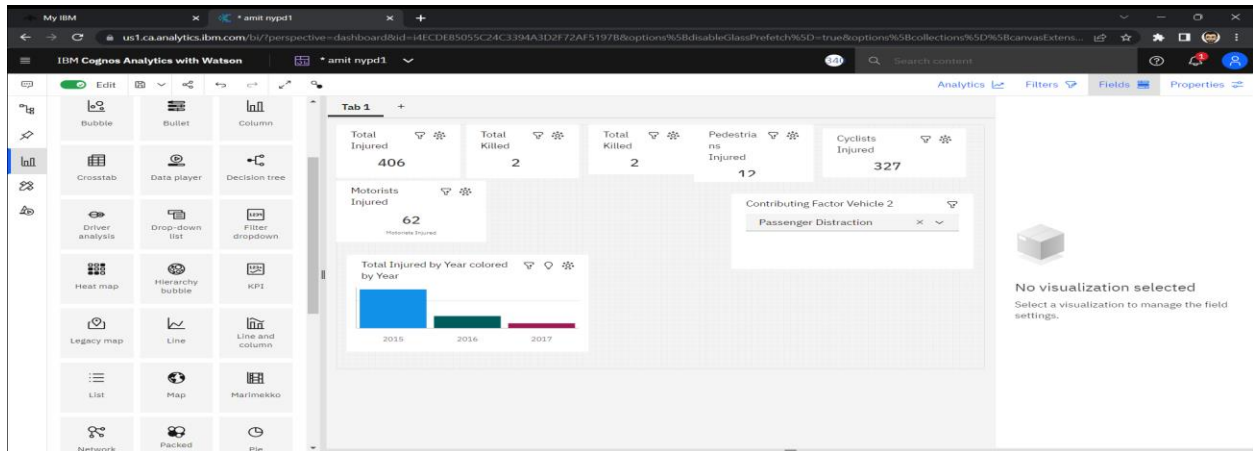 My IBM
* amit nypd1
us1.ca.analytics.ibm.com/bi/?perspective=dashboard&id=i4ECDE85055C24C3394A3D2F72AF5197B&options%5BdisableGlassPrefetch%5D=true&options%5Bcollections%5D%5BcanvasExtens...
IBM Cognos Analytics with Watson
* amit nypd1
Search content
Edit
Analytics
Filters
Fields
Properties
Bubble
Bullet
Column
Crosstab
Data player
Decision tree
Driver
analysis
Drop-down
list
Filter
dropdown
Heat map
Hierarchy
bubble
KPI
Legacy map
Line
Line and
column
List
Map
Marimekko
Network
Packed
Pie
Tab 1
Total
Injured
406
Total
Killed
2
Total
Killed
2
Pedestria
ns
Injured
12
Cyclists
Injured
327
Motorists
Injured
62
Motorists Injured
Contributing Factor Vehicle 2
Passenger Distraction
Total Injured by Year colored
by Year
2015
2016
2017
No visualization selected
Select a visualization to manage the field
settings.